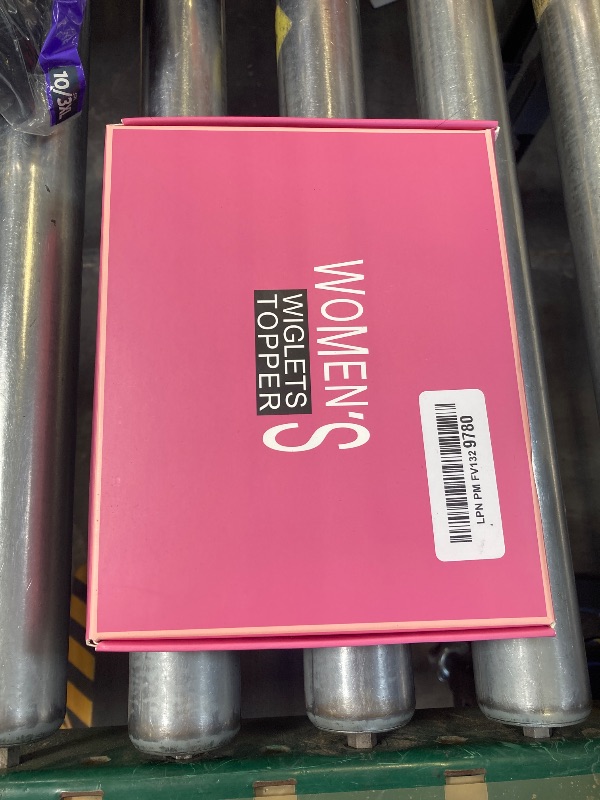 WOMEN'S
WIGLETS
TOPPER
LPN PM FV132 9780
10/3XL